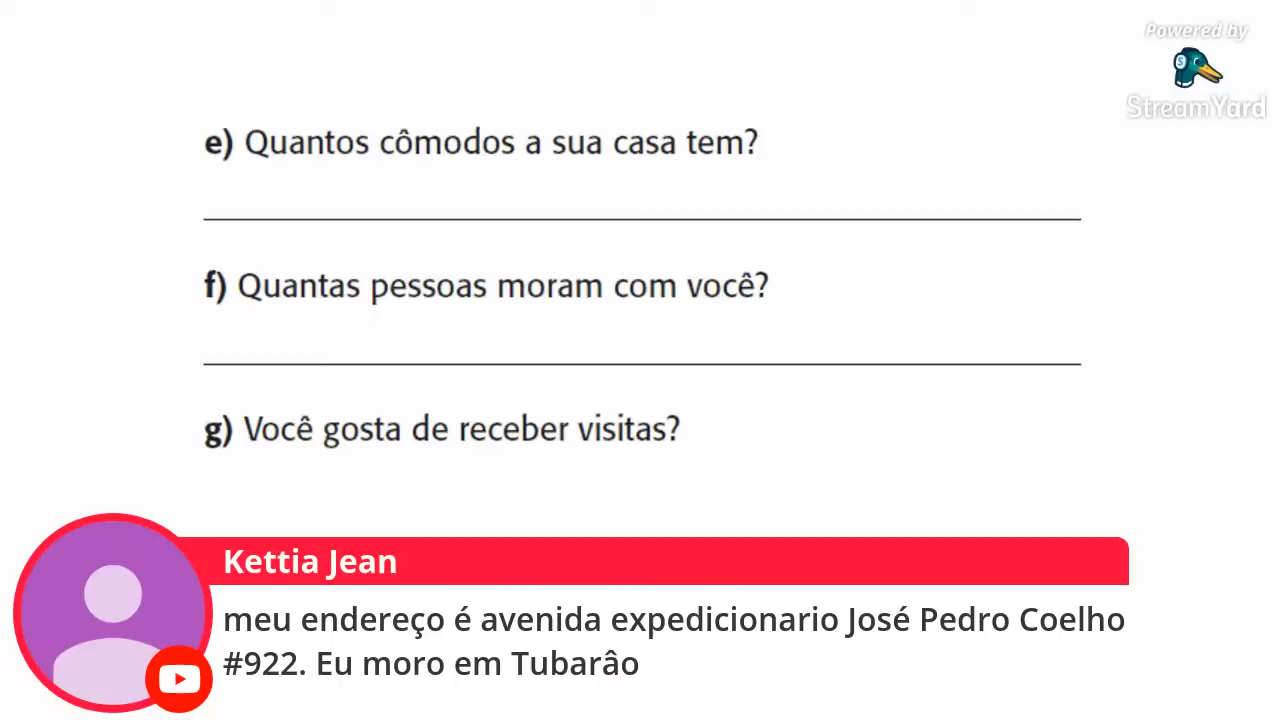 Powered by
StreamYard
e) Quantos cômodos a sua casa tem?
f) Quantas pessoas moram com você?
g) Você gosta de receber visitas?
Kettia Jean
meu endereço é avenida expedicionario José Pedro Coelho
#922. Eu moro em Tubarâo